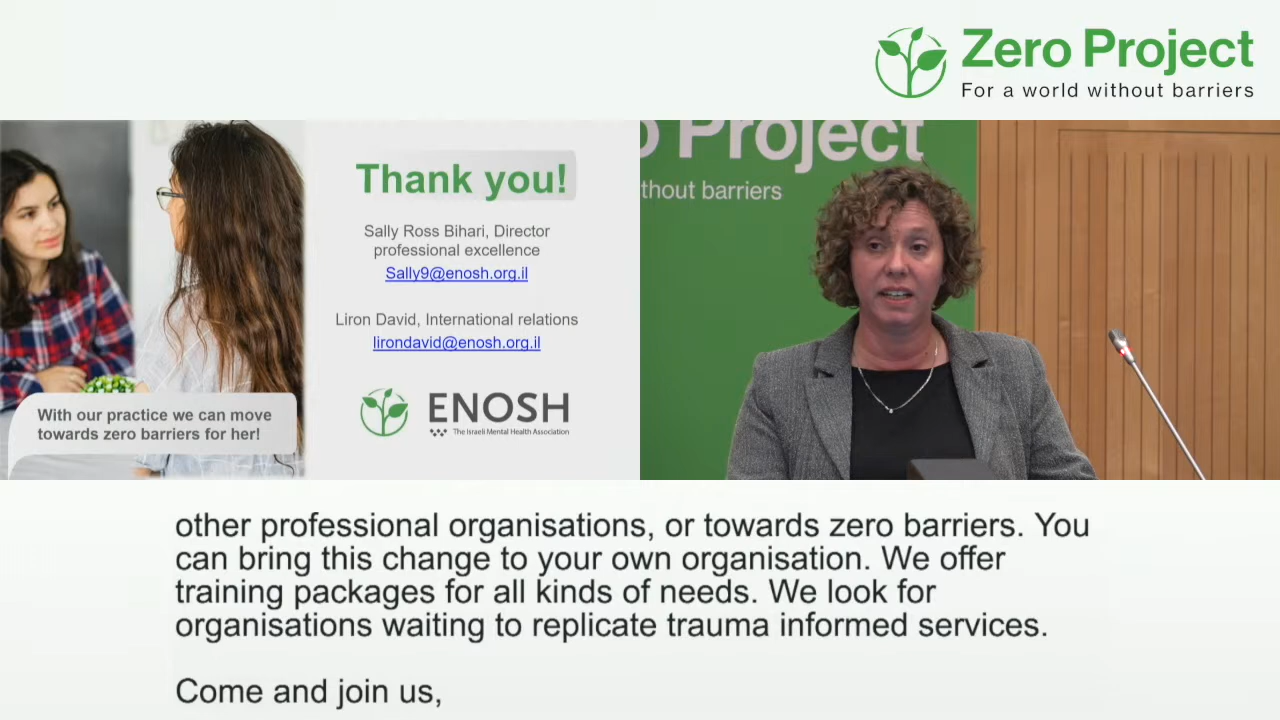 Zero Project
For a world without barriers
Project
thout barriers
Thank you!
Sally Ross Bihari, Director
professional excellence
Sally9@enosh.org.il
Liron David, International relations
lirondavid@enosh.org.il
ENOSH
The Israeli Mental Health Association
With our practice we can move
towards zero barriers for her!
other professional organisations, or towards zero barriers. You
can bring this change to your own organisation. We offer
training packages for all kinds of needs. We look for
organisations waiting to replicate trauma informed services.
Come and join us,